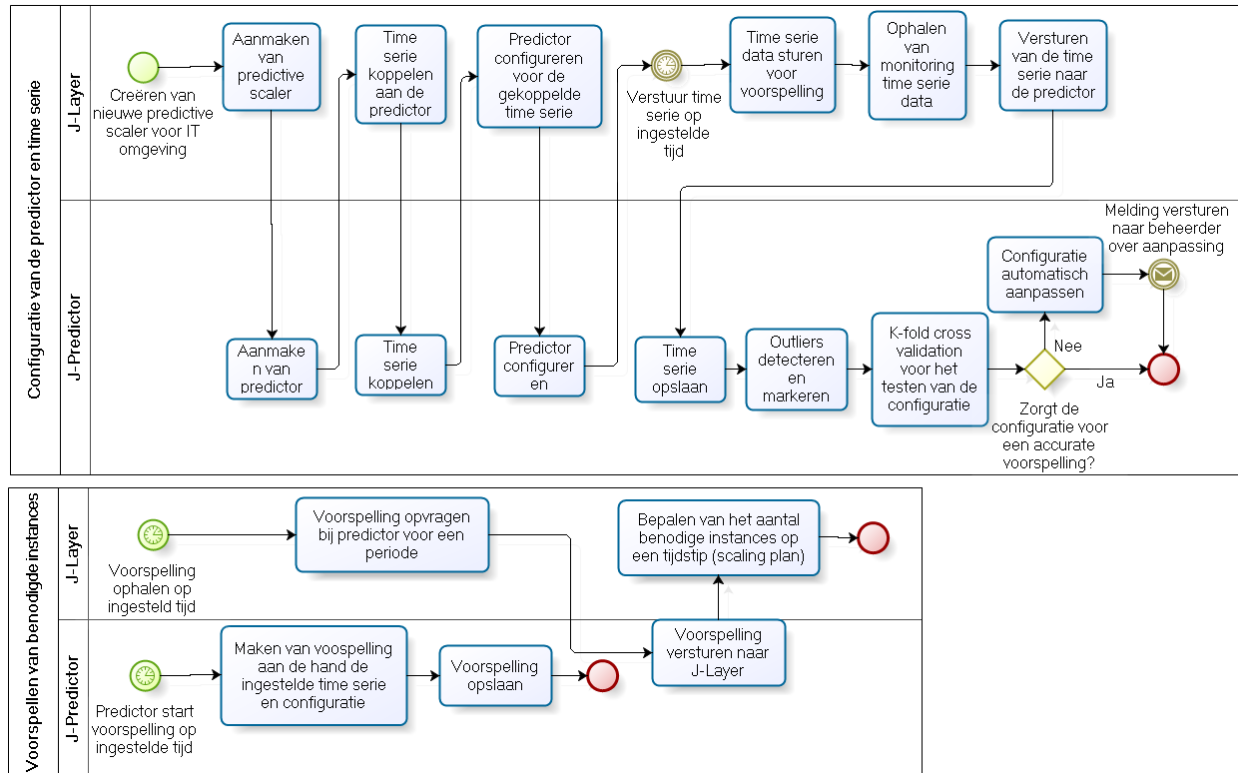 Configuratie van de predictor en time serie
J-Layer
Creëren van
nieuwe predictive
scaler voor IT
omgeving
Aanmaken
van
predictive
scaler
Time
serie
koppelen
aan de
predictor
Predictor
configureren
voor de
gekoppelde
time serie
Verstuur time
serie op
ingestelde
tijd
Time serie
data sturen
voor
voorspelling
Ophalen
van
monitoring
time serie
data
Versturen
van de time
serie naar
de predictor
J-Predictor
Aanmake
n van
predictor
Time
serie
koppelen
Predictor
configurer
en
Time
serie
opslaan
Outliers
detecteren
en
markeren
K-fold cross
validation
voor het
testen van de
configuratie
Zorgt de
configuratie voor
een accurate
voorspelling?
Nee
Ja
Configuratie
automatisch
aanpassen
Melding versturen
naar beheerder
over aanpassing
Voorspellen van benodigde instances
J-Layer
Voorspelling
ophalen op
ingesteld tijd
Voorspelling opvragen
bij predictor voor een
periode
Bepalen van het aantal
benodige instances op
een tijdstip (scaling plan)
J-Predictor
Predictor start
voorspelling op
ingestelde tijd
Maken van voospelling
aan de hand de
ingestelde time serie
en configuratie
Voorspelling
opslaan
Voorspelling
versturen naar
J-Layer